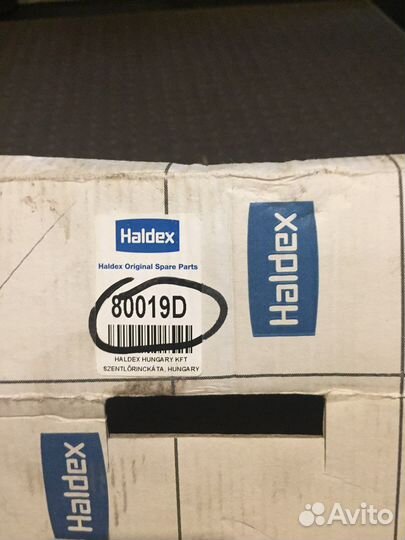 Haldex
Haldex Original Spare Parts
80019D
HALDEX HUNGARY KFT
SZENTLŐRINCKÁTA, HUNGARY
Haldex
Haldex
Avito